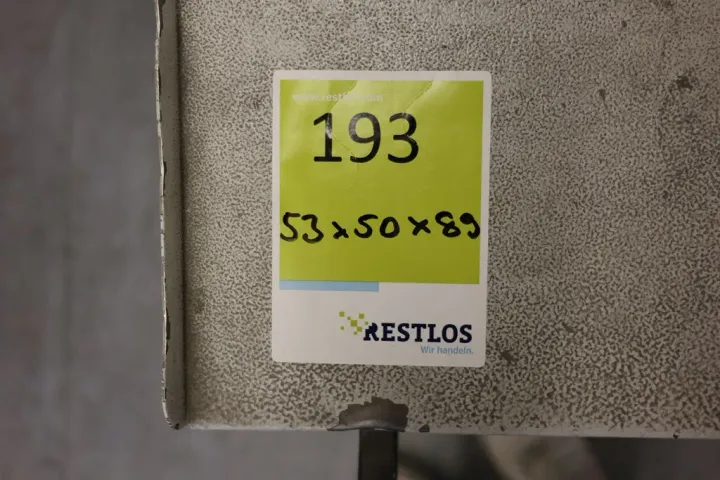 193
53x50x89
RESTLOS
Wir handeln.